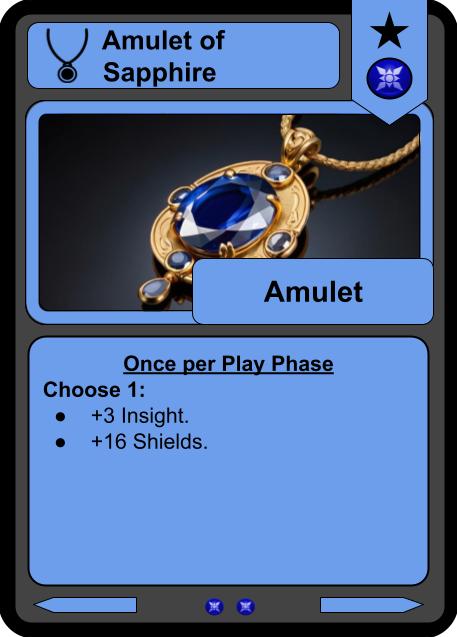 Amulet of
Sapphire
Amulet
Once per Play Phase
Choose 1:
● +3 Insight.
● +16 Shields.